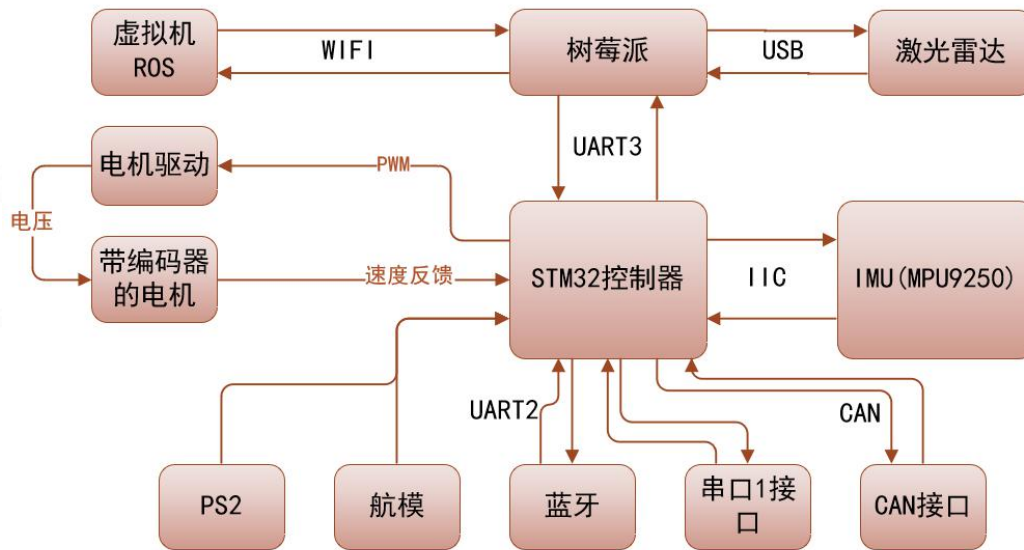 虚拟机
ROS
WIFI
树莓派
USB
激光雷达
UART3
电机驱动
PWM
电压
带编码器
的电机
速度反馈
STM32控制器
IIC
IMU(MPU9250)
UART2
CAN
PS2
航模
蓝牙
串口1接
口
CAN接口